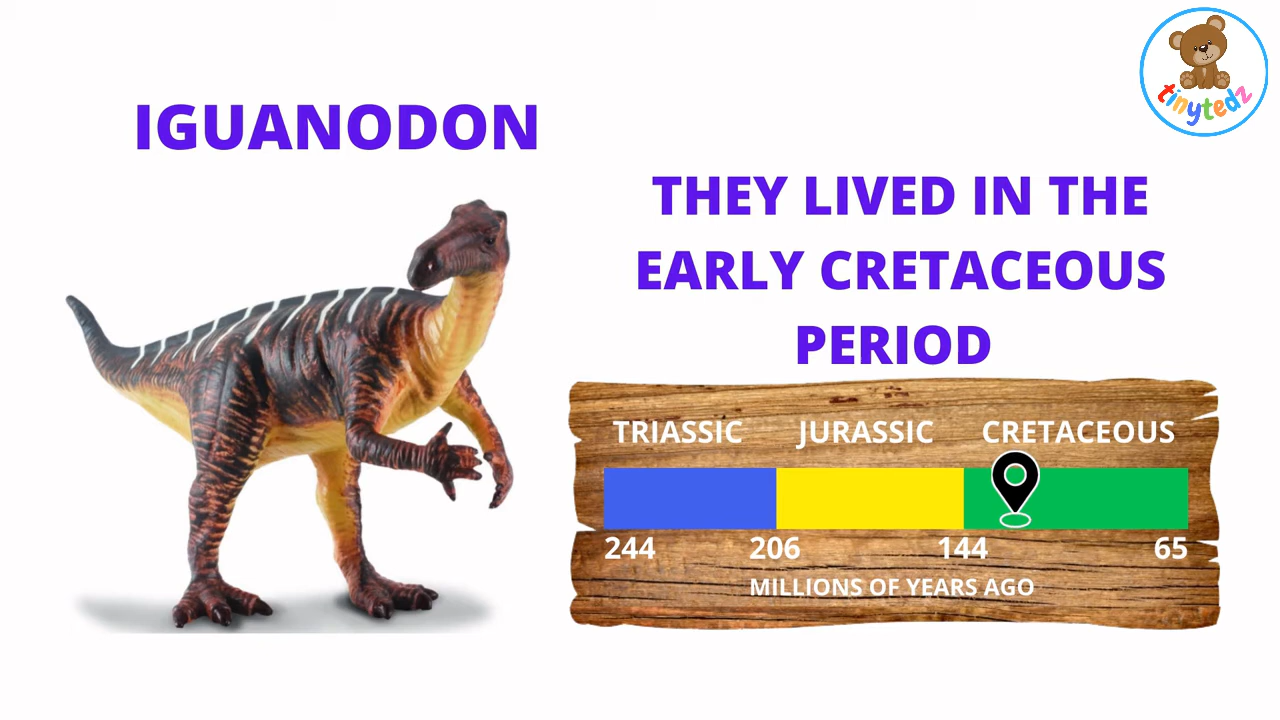 tinytedz
IGUANODON
THEY LIVED IN THE
EARLY CRETACEOUS
PERIOD
TRIASSIC JURASSIC CRETACEOUS
244 206 144 65
MILLIONS OF YEARS AGO